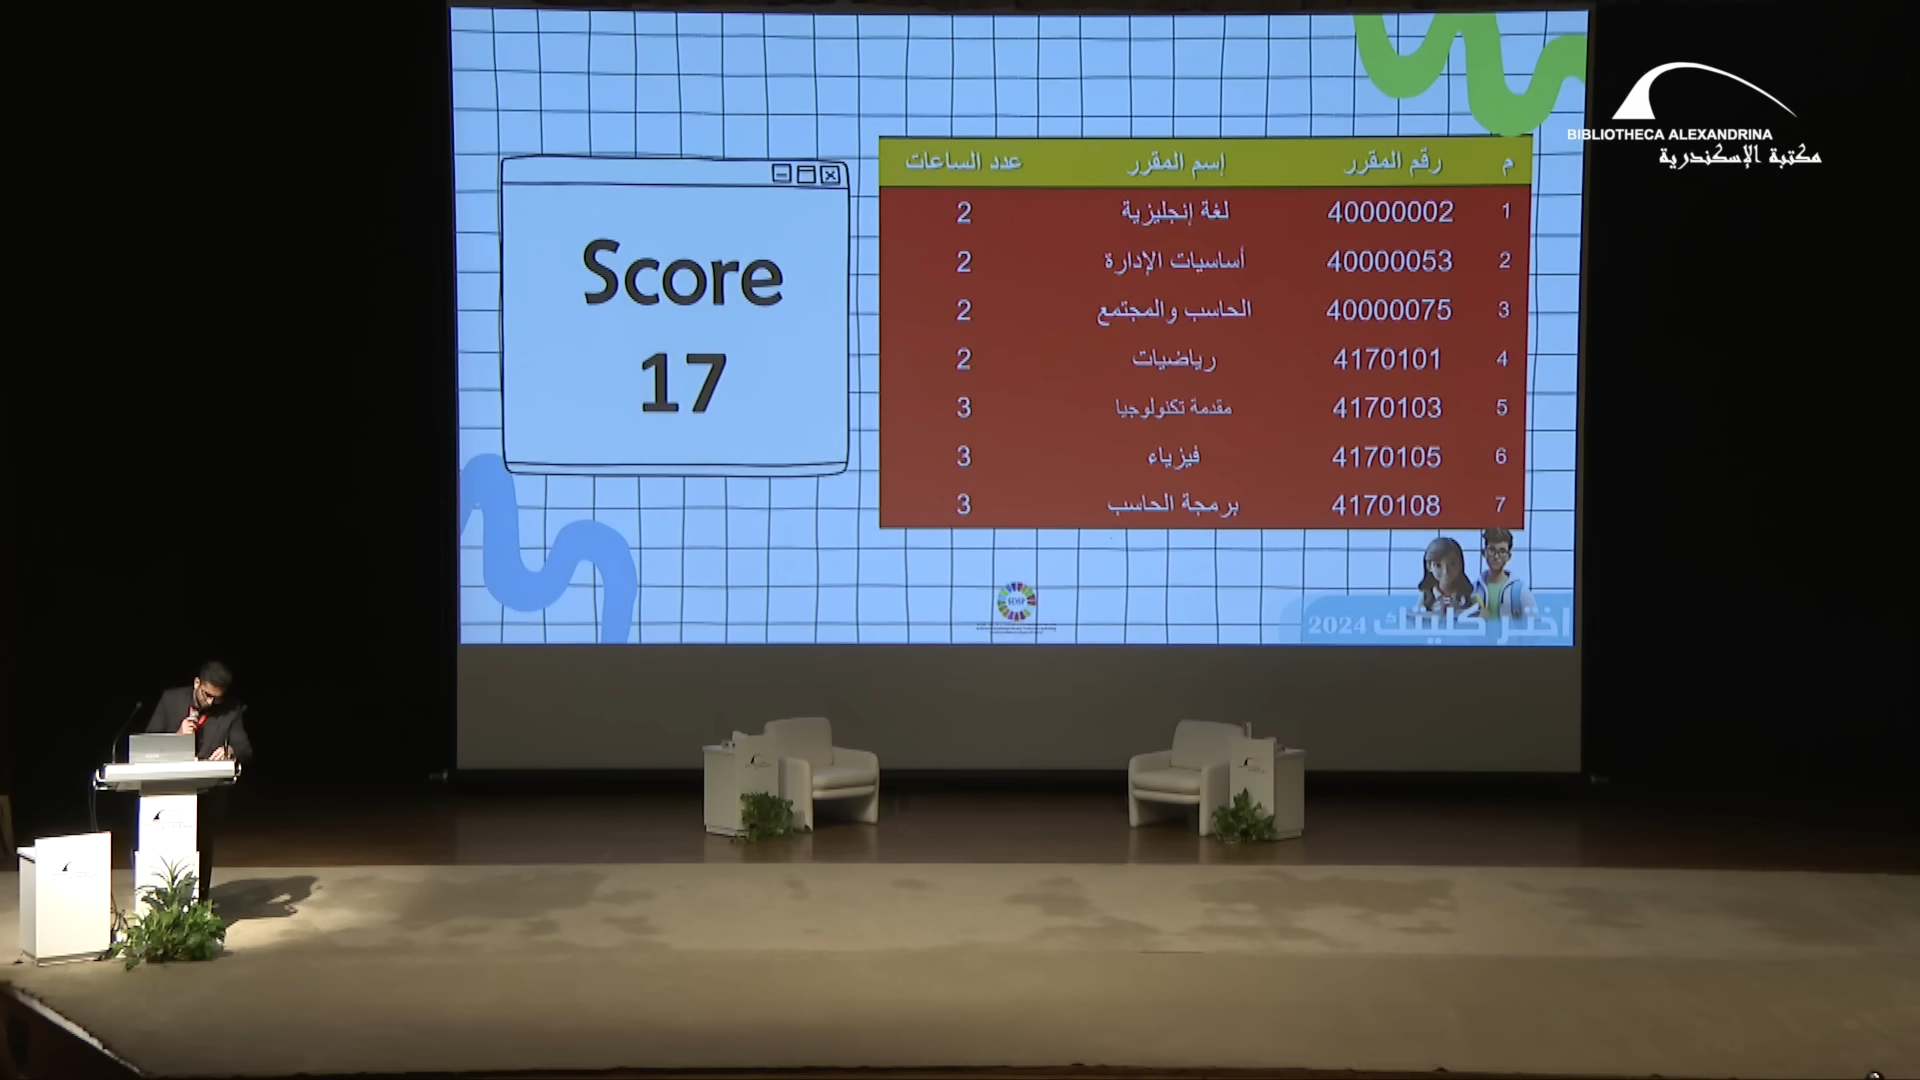 BIBLIOTHECA ALEXANDRINA
مكتبة الإسكندرية
م رقم المقرر إسم المقرر عدد الساعات
1 40000002 لغة إنجليزية 2
2 40000053 أساسيات الإدارة 2
3 40000075 الحاسب والمجتمع 2
4 4170101 رياضيات 2
5 4170103 مقدمة تكنولوجيا 3
6 4170105 فيزياء 3
7 4170108 برمجة الحاسب 3
Score
17
اختر كليتك 2024